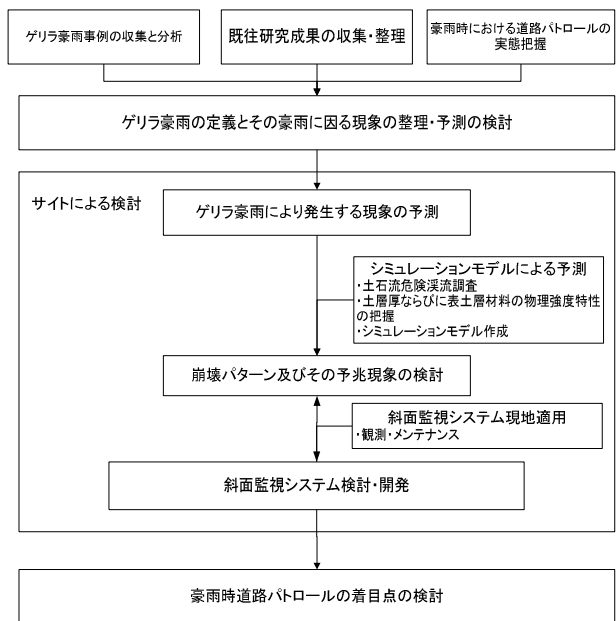 ゲリラ豪雨事例の収集と分析
既往研究成果の収集・整理
豪雨時における道路パトロールの
実態把握
ゲリラ豪雨の定義とその豪雨に因る現象の整理・予測の検討
サイトによる検討
ゲリラ豪雨により発生する現象の予測
シミュレーションモデルによる予測
・土石流危険渓流調査
・土層厚ならびに表土層材料の物理強度特性
の把握
・シミュレーションモデル作成
崩壊パターン及びその予兆現象の検討
斜面監視システム現地適用
・観測・メンテナンス
斜面監視システム検討・開発
豪雨時道路パトロールの着目点の検討